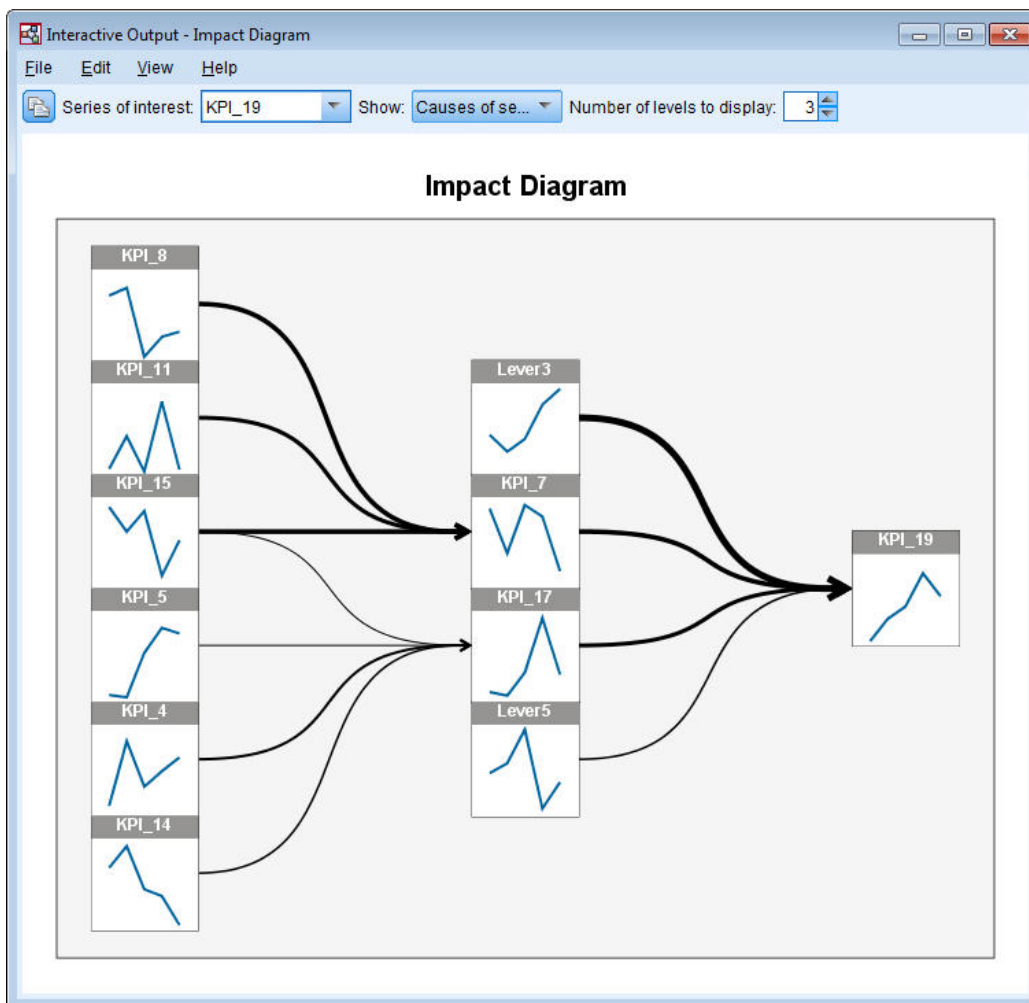 Interactive Output - Impact Diagram
File Edit View Help
Series of interest: KPI_19 Show: Causes of se... Number of levels to display: 3
Impact Diagram
KPI_8
KPI_11
KPI_15
KPI_5
KPI_4
KPI_14
Lever3
KPI_7
KPI_17
Lever5
KPI_19